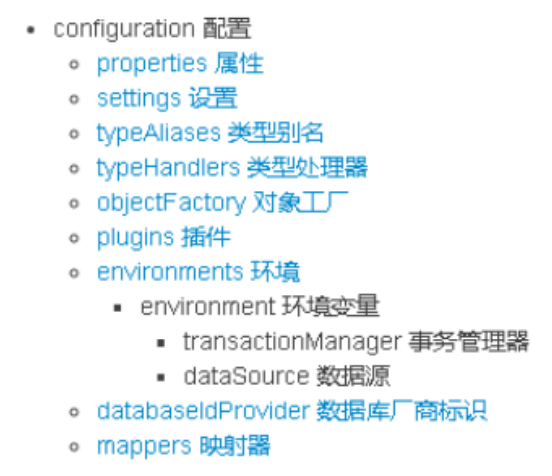 configuration 配置
properties 属性
settings 设置
typeAliases 类型别名
typeHandlers 类型处理器
objectFactory 对象工厂
plugins 插件
environments 环境
environment 环境变量
transactionManager 事务管理器
dataSource 数据源
databaseIdProvider 数据库厂商标识
mappers 映射器